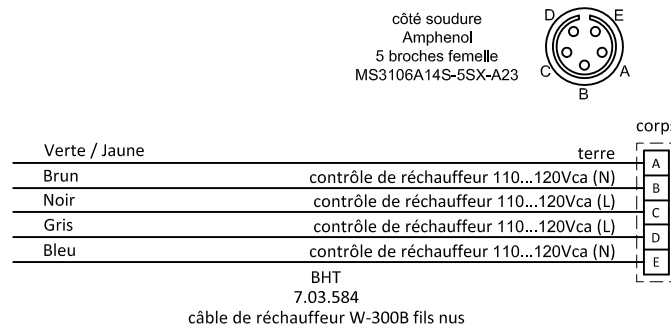 côté soudure
Amphenol
5 broches femelle
MS3106A14S-5SX-A23
D E
C A
B
corps
Verte / Jaune terre A
Brun contrôle de réchauffeur 110...120Vca (N) B
Noir contrôle de réchauffeur 110...120Vca (L) C
Gris contrôle de réchauffeur 110...120Vca (L) D
Bleu contrôle de réchauffeur 110...120Vca (N) E
BHT
7.03.584
câble de réchauffeur W-300B fils nus